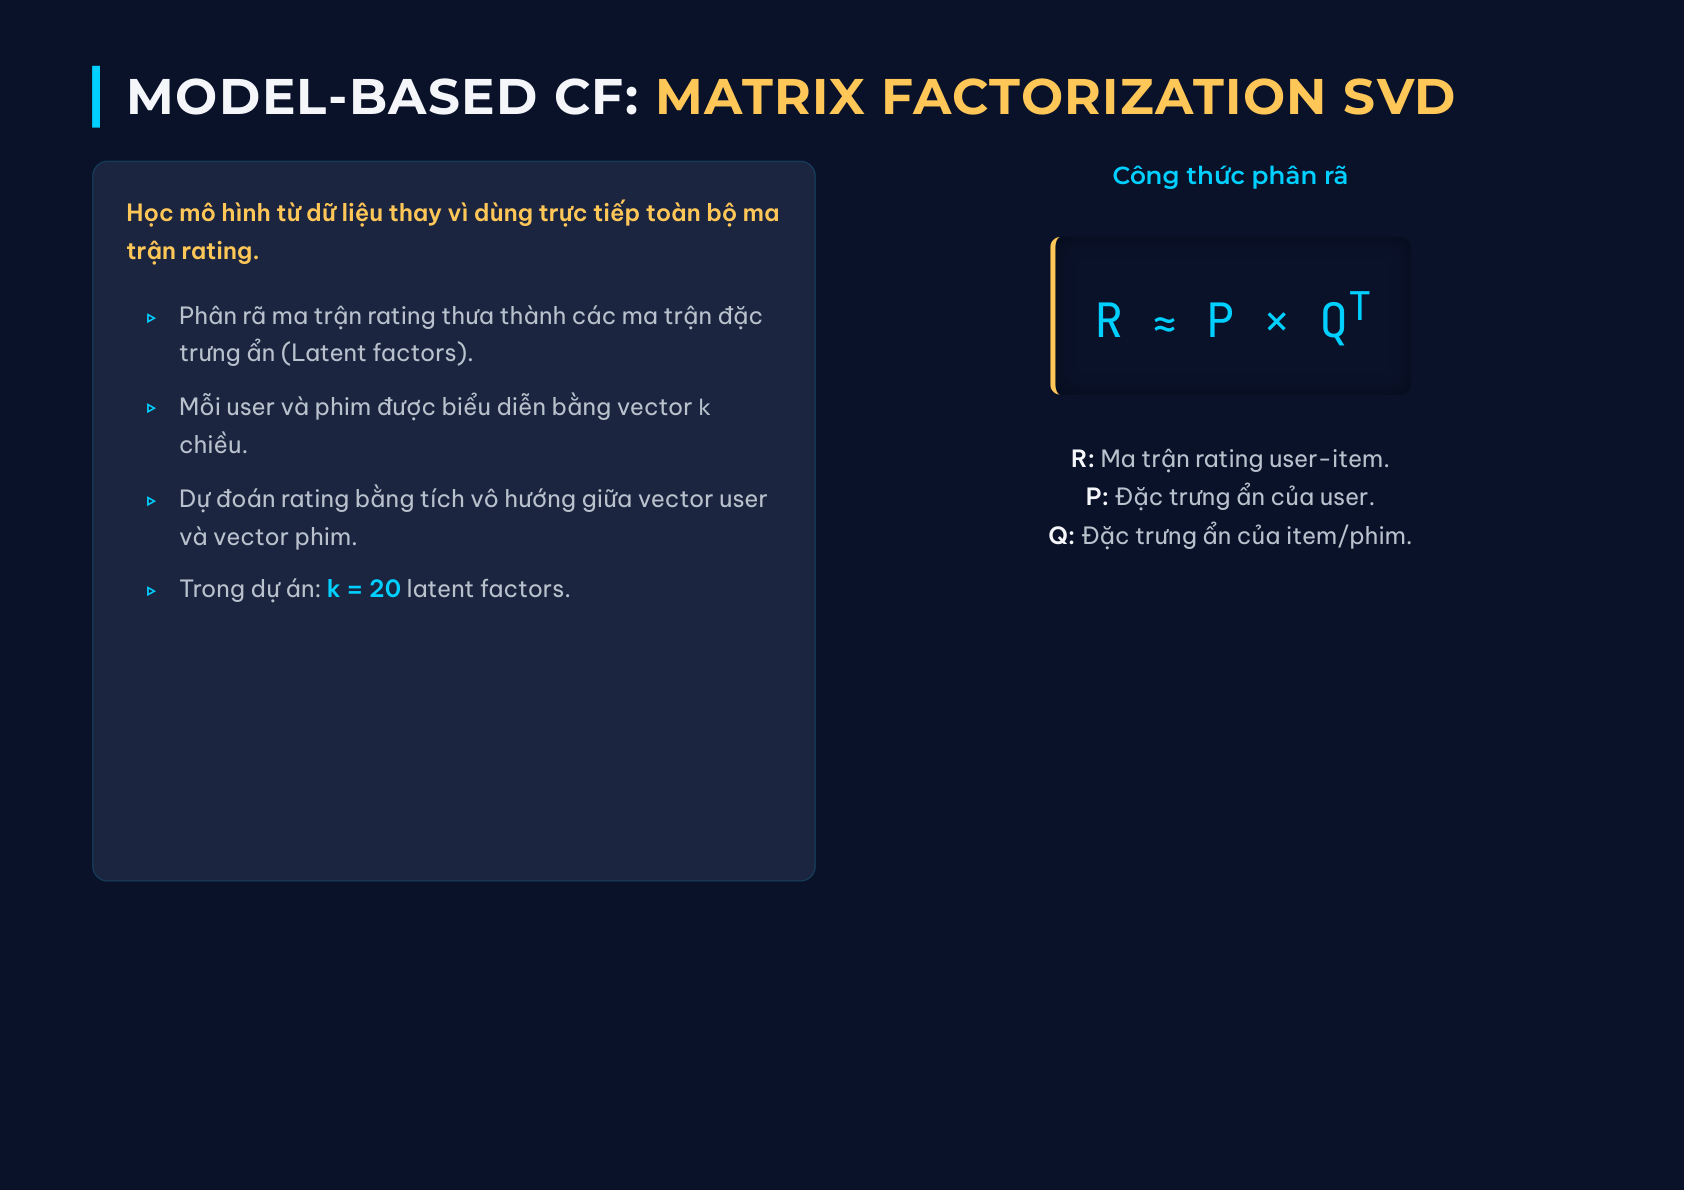 MODEL-BASED CF: MATRIX FACTORIZATION SVD
Học mô hình từ dữ liệu thay vì dùng trực tiếp toàn bộ ma
trận rating.
▹ Phân rã ma trận rating thưa thành các ma trận đặc
trưng ẩn (Latent factors).
▹ Mỗi user và phim được biểu diễn bằng vector k
chiều.
▹ Dự đoán rating bằng tích vô hướng giữa vector user
và vector phim.
▹ Trong dự án: k = 20 latent factors.
Công thức phân rã
R ≈ P × Qᵀ
R: Ma trận rating user-item.
P: Đặc trưng ẩn của user.
Q: Đặc trưng ẩn của item/phim.